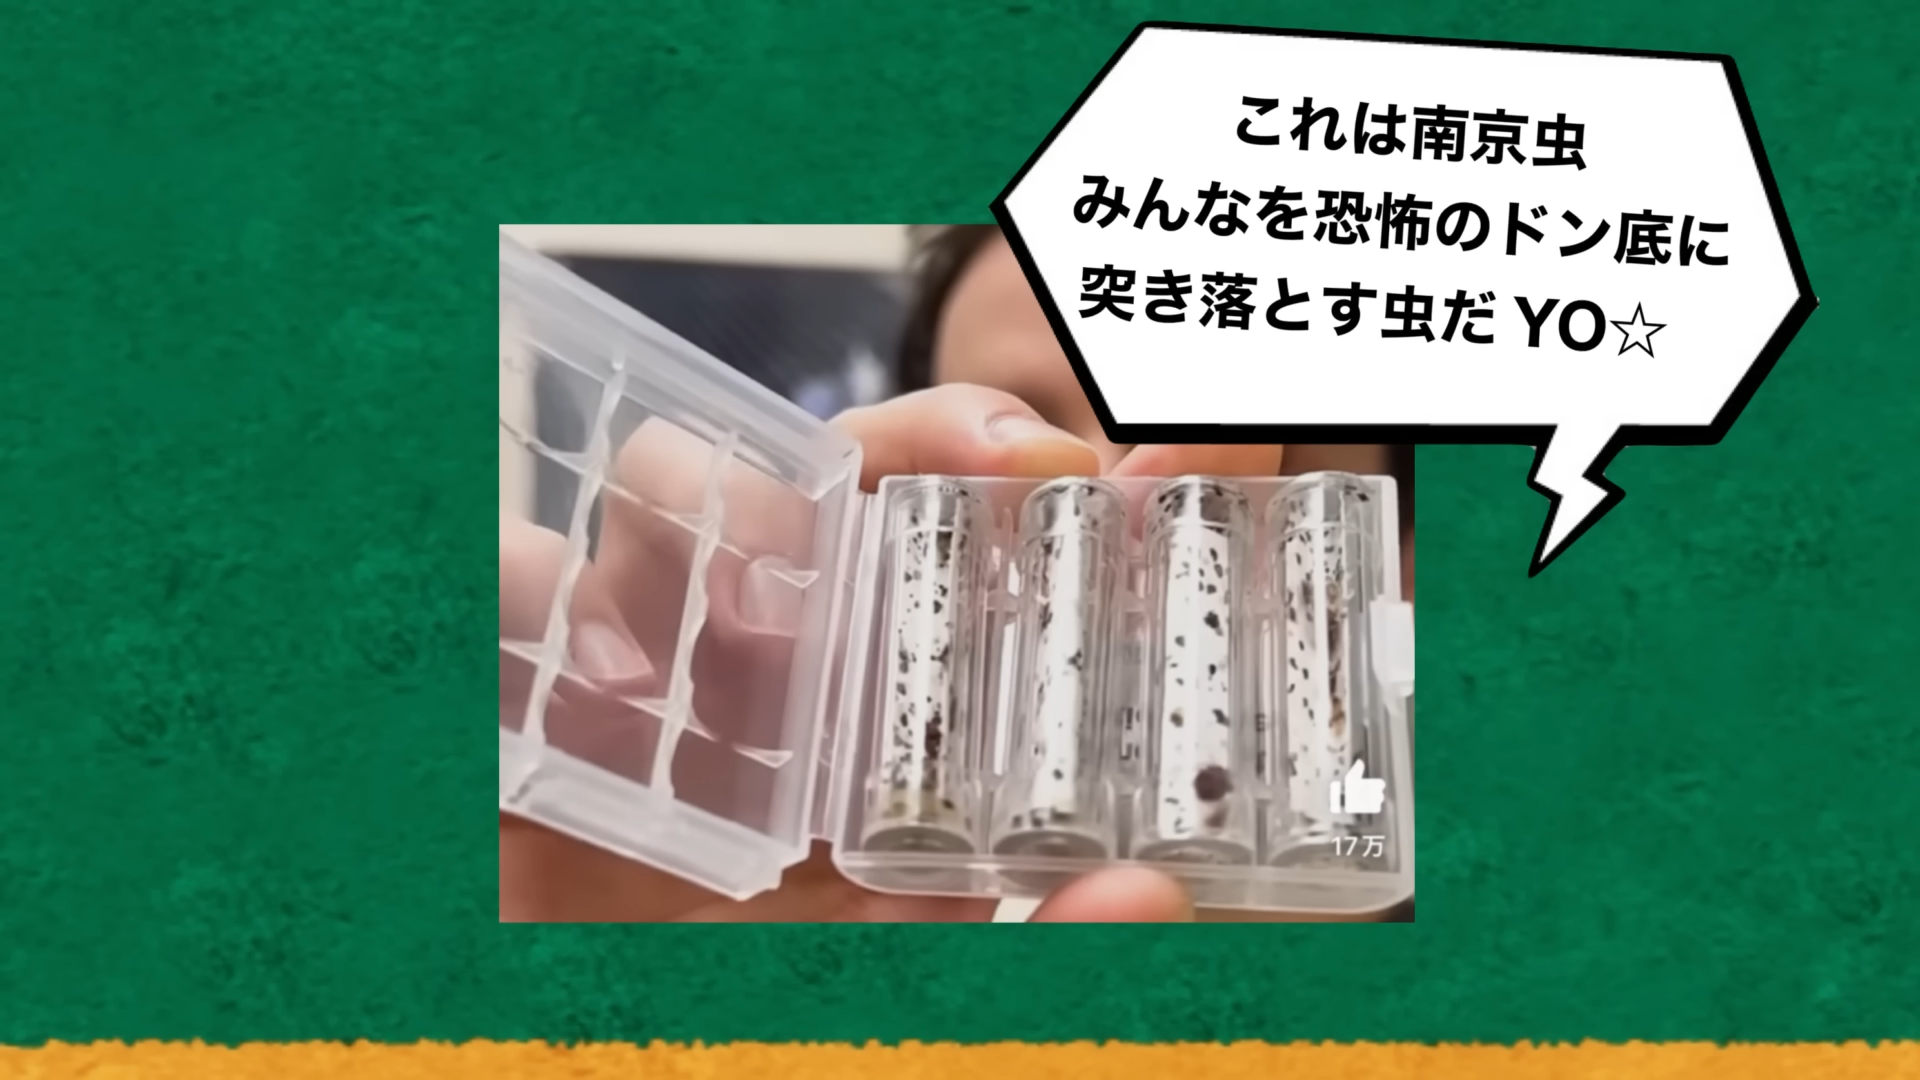 これは南京虫
みんなを恐怖のドン底に
突き落とす虫だ YO☆
17万